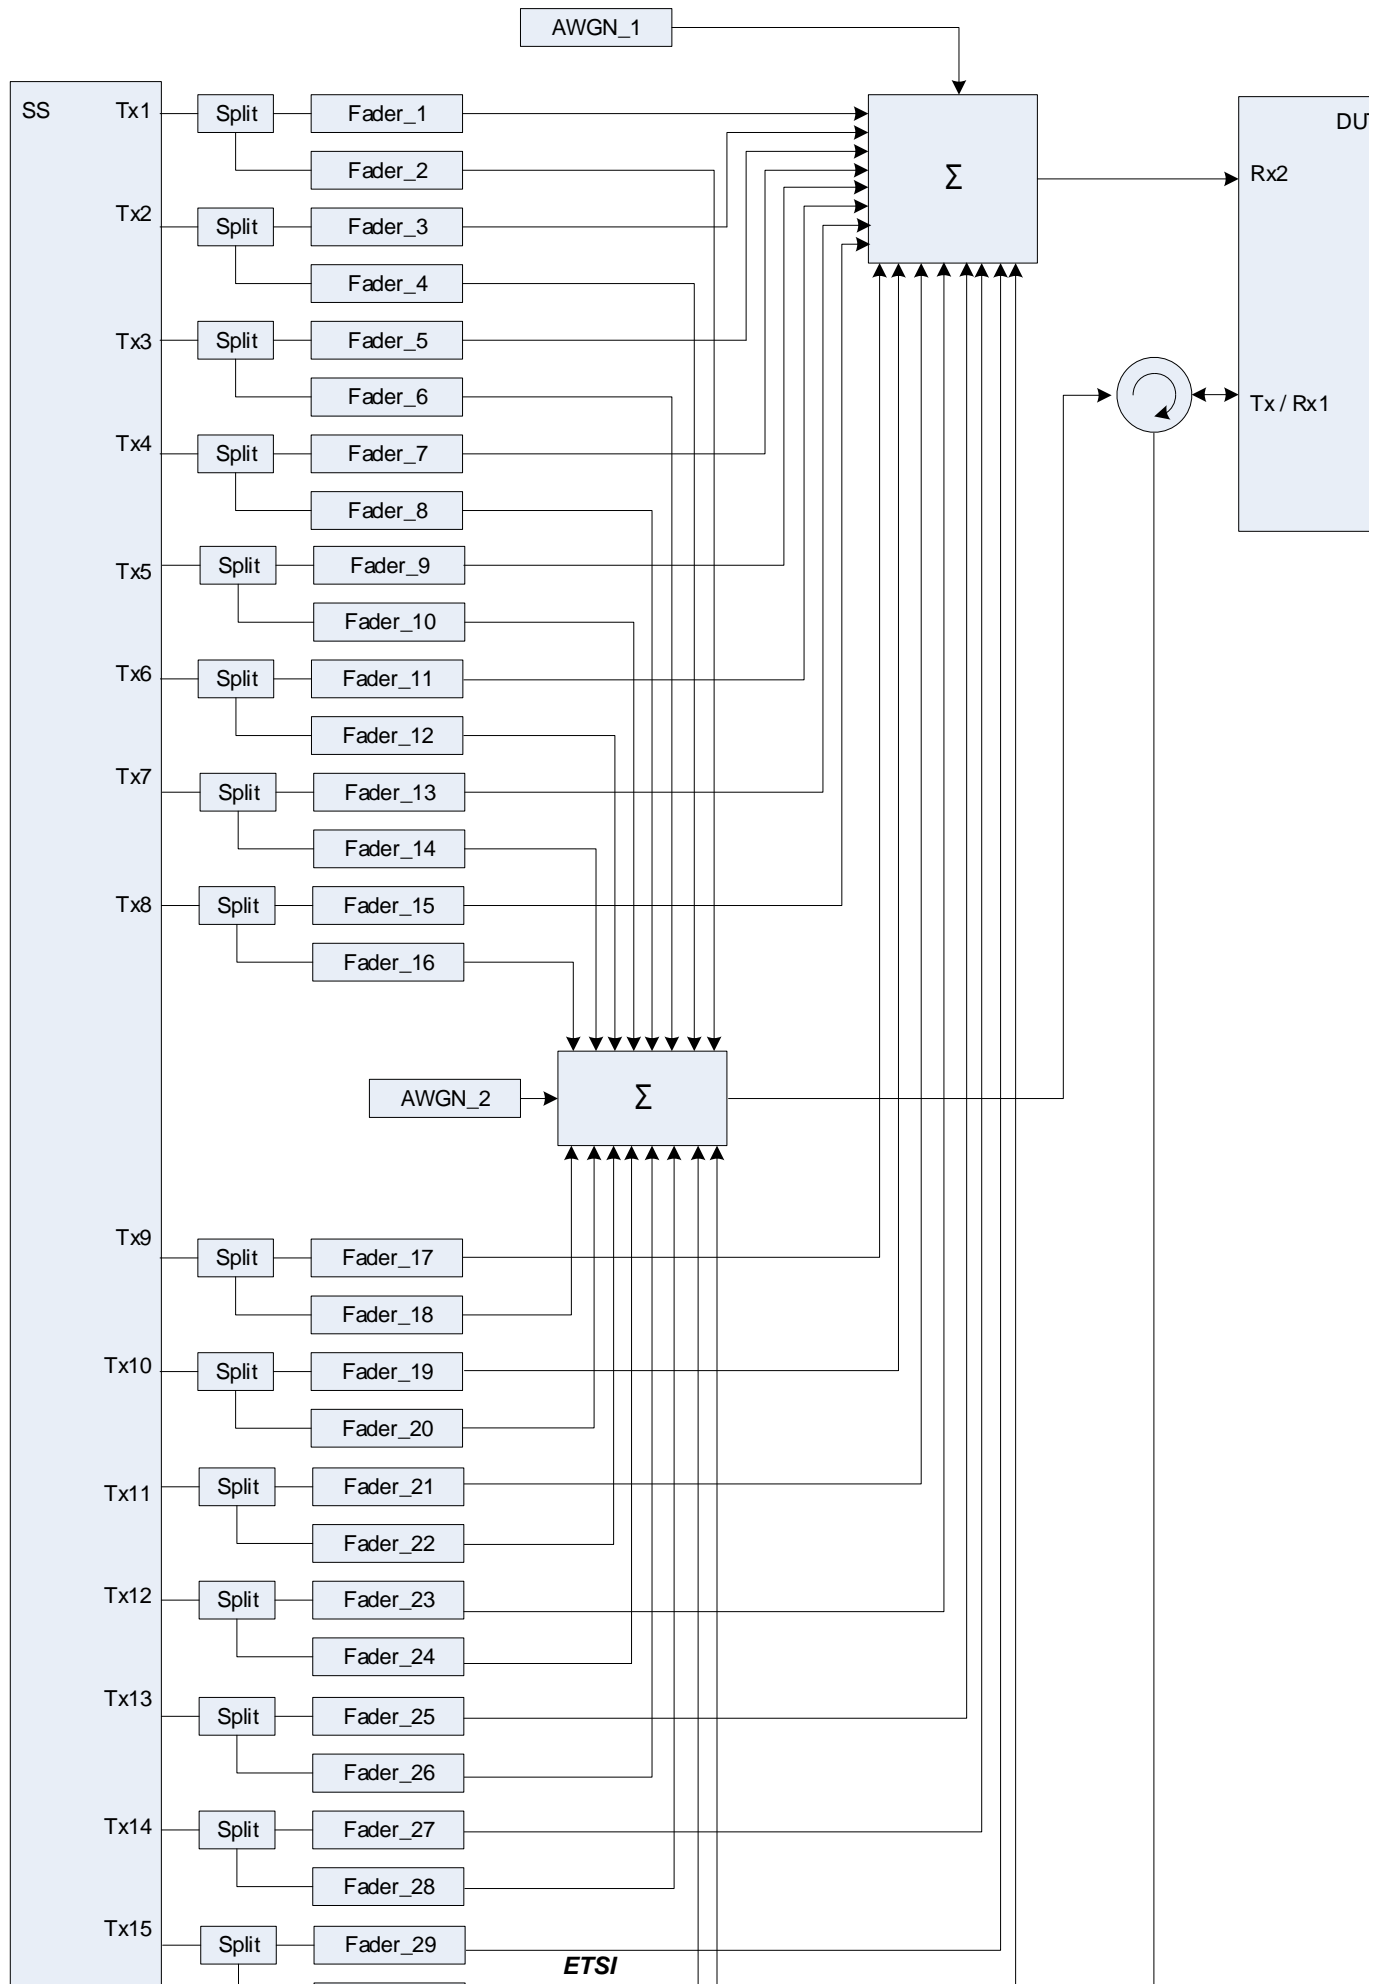 AWGN_1
SS
Tx1 Split Fader_1
Σ
DU
Fader_2
Rx2
Tx2 Split Fader_3
Fader_4
Tx3 Split Fader_5
Fader_6
Tx / Rx1
Tx4 Split Fader_7
Fader_8
Tx5 Split Fader_9
Fader_10
Tx6 Split Fader_11
Fader_12
Tx7 Split Fader_13
Fader_14
Tx8 Split Fader_15
Fader_16
AWGN_2
Σ
Tx9 Split Fader_17
Fader_18
Tx10 Split Fader_19
Fader_20
Tx11 Split Fader_21
Fader_22
Tx12 Split Fader_23
Fader_24
Tx13 Split Fader_25
Fader_26
Tx14 Split Fader_27
Fader_28
Tx15 Split Fader_29
ETSI